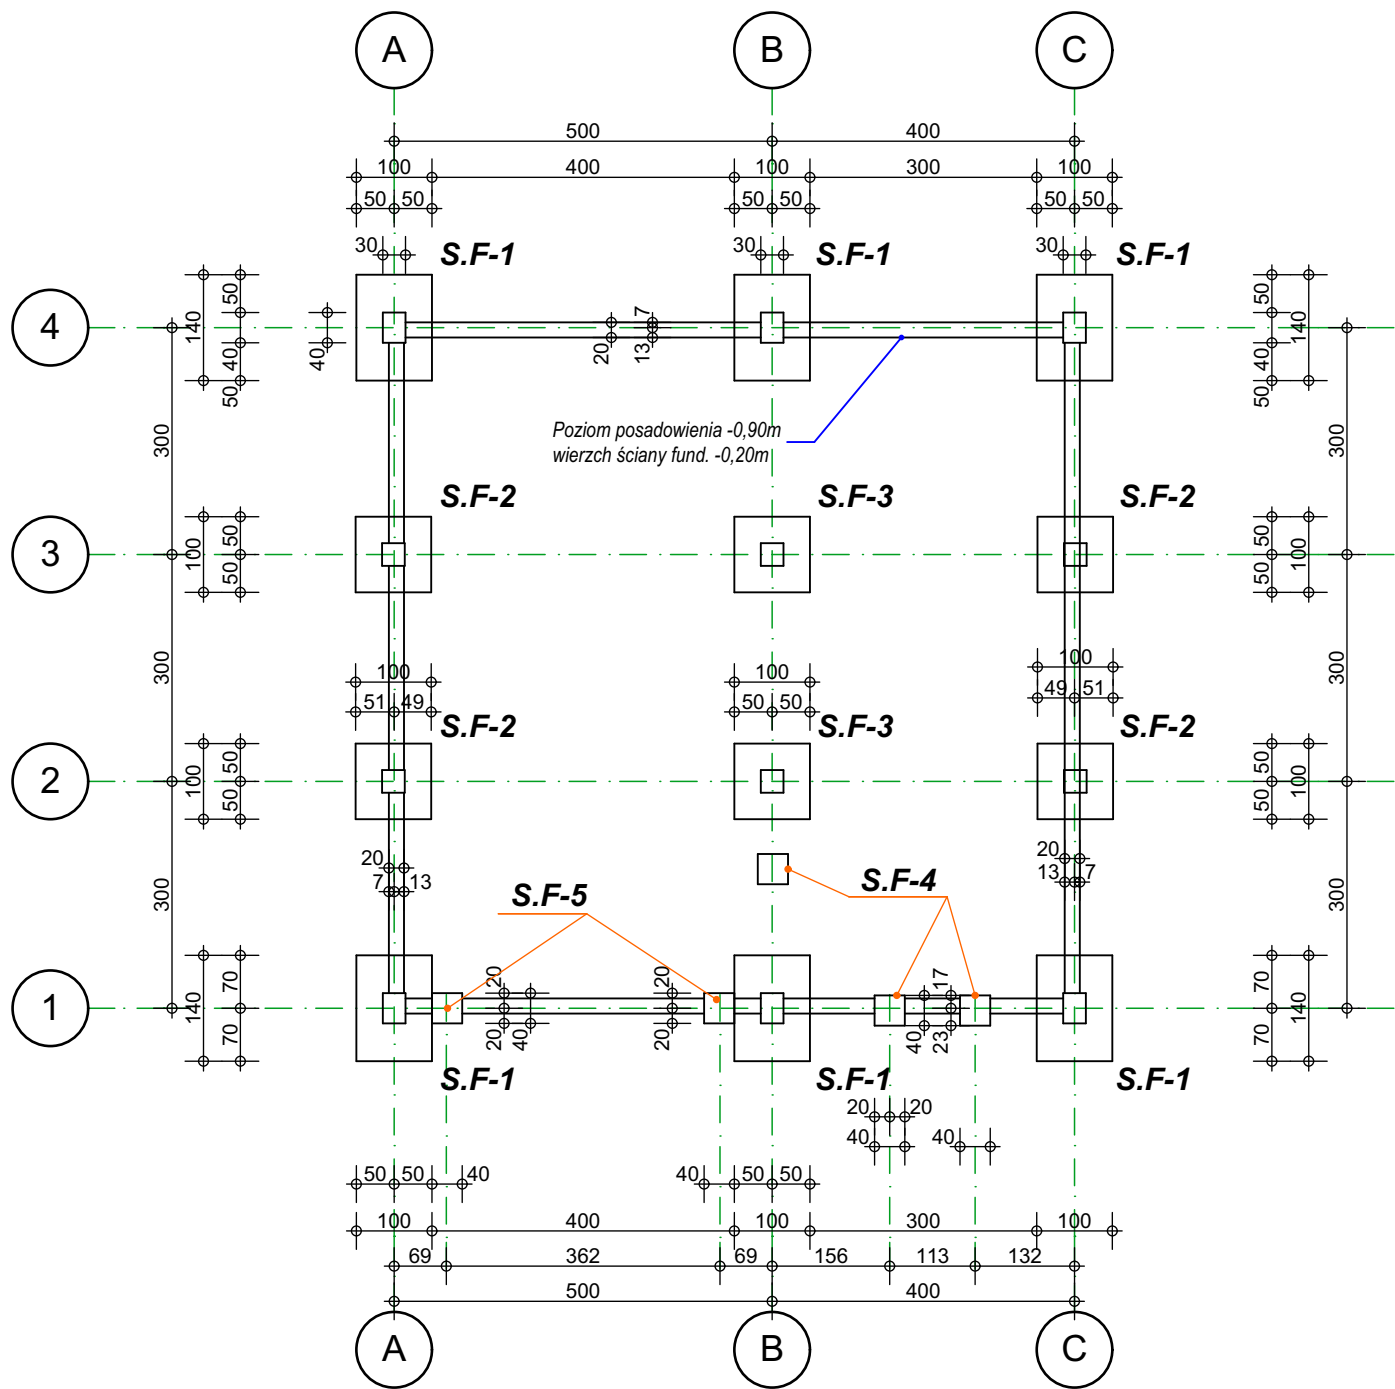 A B C
500 400
100 400 100 300 100
50 50 50 50 50 50
30 S.F-1 30 S.F-1 30 S.F-1
4
140 50 40 50 40
20 7 13
50 40 50 140
Poziom posadowienia -0,90m
wierzch ściany fund. -0,20m
300 300
S.F-2 S.F-3 S.F-2
3
100 50 50 50 50 100
300 300
100 100 100
51 49 50 50 49 51
S.F-2 S.F-3 S.F-2
2
100 50 50 50 50 100
20 20
7 13 13 7
S.F-5 S.F-4
300 300
1
140 70 70 70 70 140
20 20 40 20 20 17 40 23
S.F-1 S.F-1 S.F-1
20 20
40 40
50 50 40 40 50 50
100 400 100 300 100
69 362 69 156 113 132
500 400
A B C